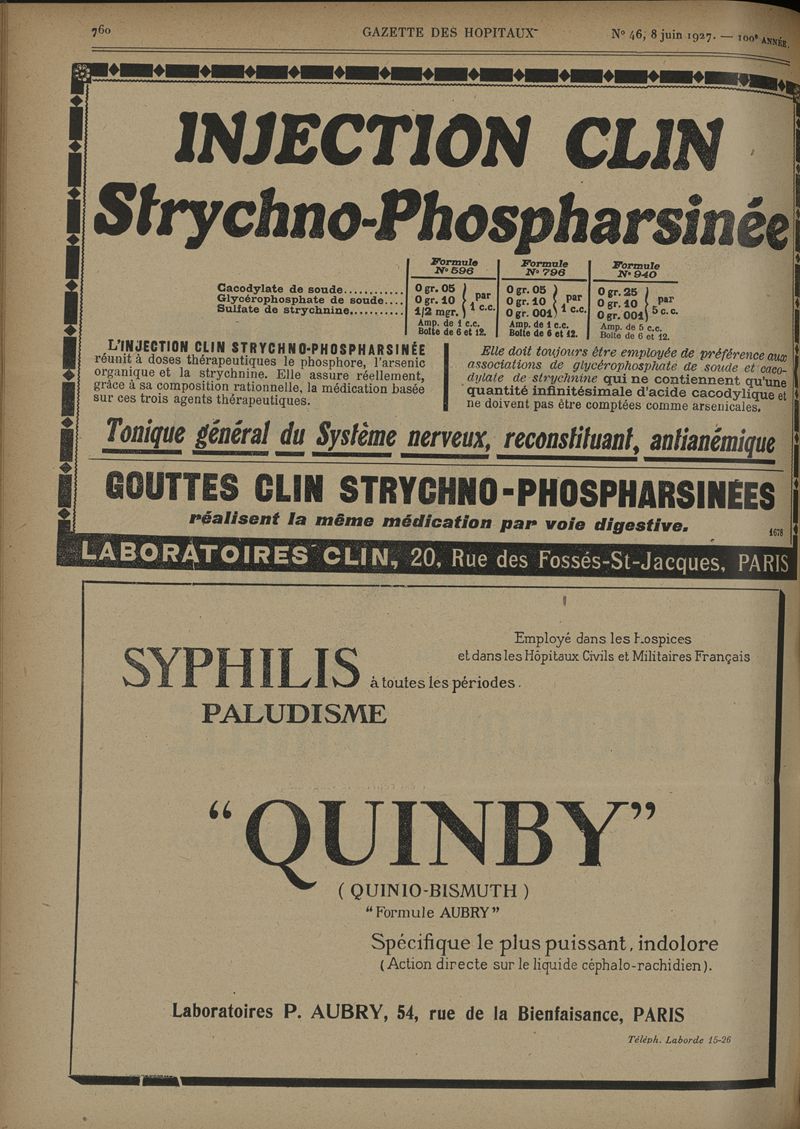 760 GAZETTE DES HOPITAUX Nº 46, 8 juin 1927. — 100e ANNÉE.
INJECTION CLIN
Strychno-Phospharsinée
Formule Nº 596 Formule Nº 796 Formule Nº 940
Cacodylate de soude............ 0 gr. 05 0 gr. 05 0 gr. 25
Glycérophosphate de soude.... 0 gr. 10 par 0 gr. 10 par 0 gr. 10 par
Sulfate de strychnine.......... 1/2 mgr. 1 c.c. 0 gr. 001 1 c.c. 0 gr. 001 5 c.c.
Amp. de 1 c.c. Amp. de 1 c.c. Amp. de 5 c.c.
Boîte de 6 et 12. Boîte de 6 et 12. Boîte de 6 et 12.
L'INJECTION CLIN STRYCHNO-PHOSPHARSINÉE
réunit à doses thérapeutiques le phosphore, l'arsenic
organique et la strychnine. Elle assure réellement,
grâce à sa composition rationnelle, la médication basée
sur ces trois agents thérapeutiques.
Elle doit toujours être employée de préférence aux
associations de glycérophosphate de soude et caco-
dylate de strychnine qui ne contiennent qu'une
quantité infinitésimale d'acide cacodylique et
ne doivent pas être comptées comme arsenicales.
Tonique général du Système nerveux, reconstituant, antianémique
GOUTTES CLIN STRYCHNO-PHOSPHARSINÉES
réalisent la même médication par voie digestive.
1678
LABORATOIRES CLIN, 20, Rue des Fossés-St-Jacques, PARIS
Employé dans les Hospices
et dans les Hôpitaux Civils et Militaires Français
SYPHILIS à toutes les périodes.
PALUDISME
“QUINBY”
(QUINIO-BISMUTH)
“Formule AUBRY”
Spécifique le plus puissant, indolore
(Action directe sur le liquide céphalo-rachidien).
Laboratoires P. AUBRY, 54, rue de la Bienfaisance, PARIS
Téléph. Laborde 15-26